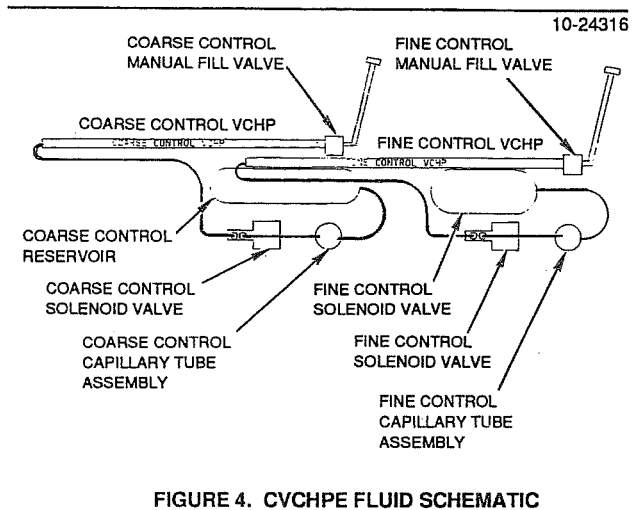 10-24316
COARSE CONTROL
MANUAL FILL VALVE
FINE CONTROL
MANUAL FILL VALVE
COARSE CONTROL VCHP
FINE CONTROL VCHP
CONTROL
CONTROL VCHP
COARSE CONTROL
RESERVOIR
COARSE CONTROL
SOLENOID VALVE
COARSE CONTROL
CAPILLARY TUBE
ASSEMBLY
FINE CONTROL
SOLENOID VALVE
FINE CONTROL
SOLENOID VALVE
FINE CONTROL
CAPILLARY TUBE
ASSEMBLY
FIGURE 4. CVCHPE FLUID SCHEMATIC